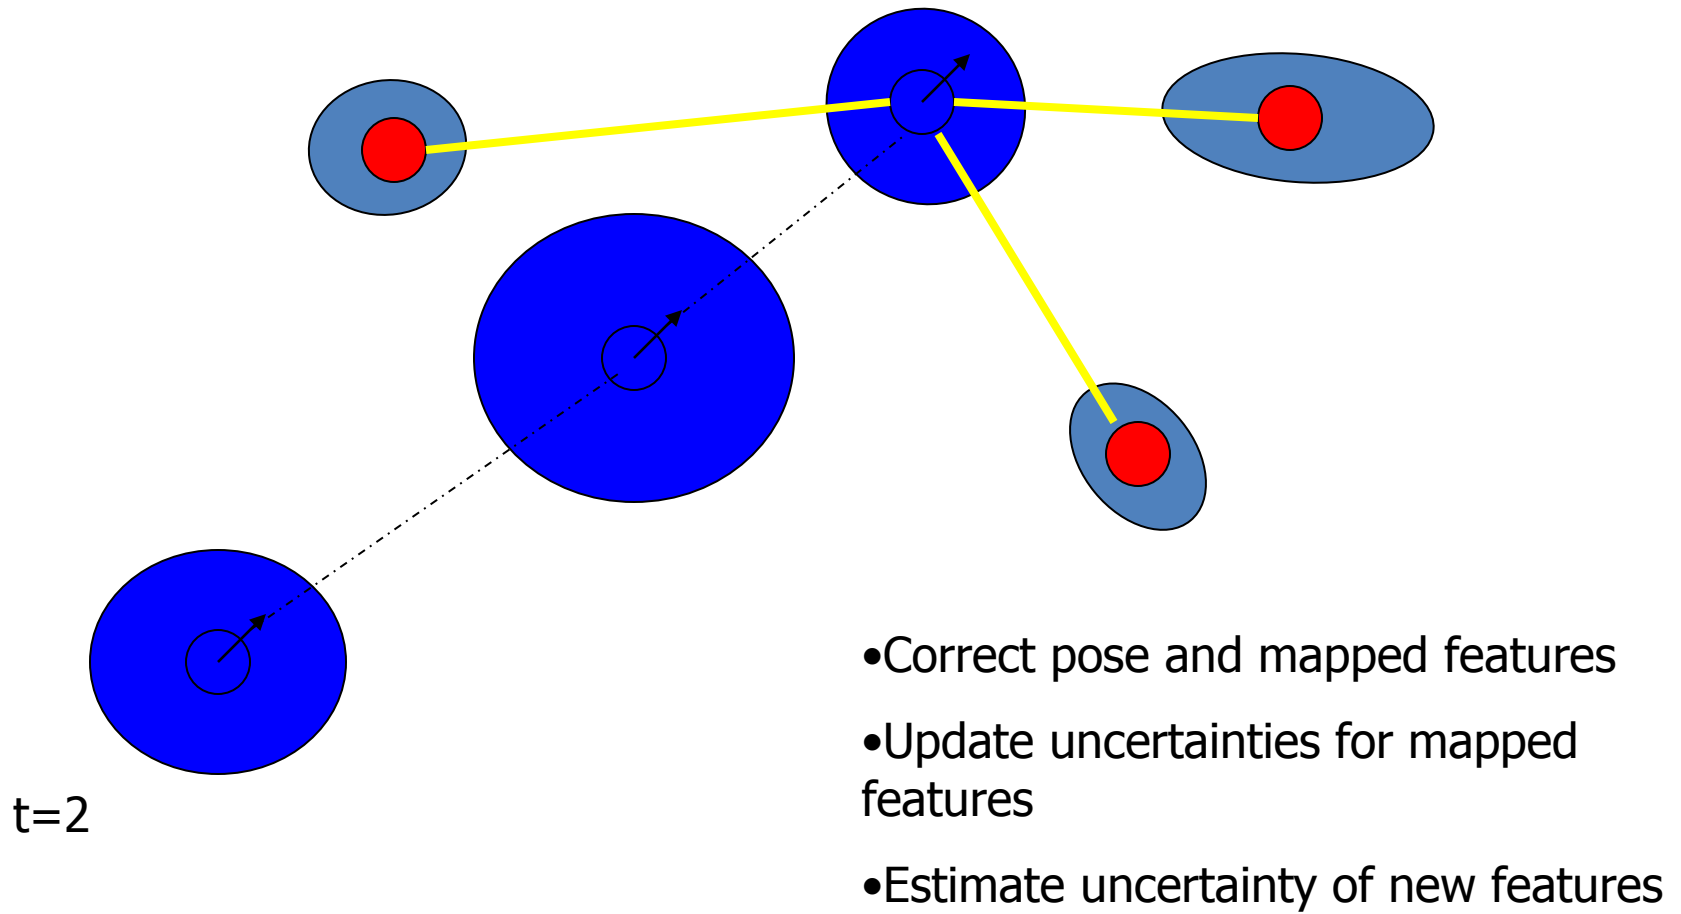 •Correct pose and mapped features
•Update uncertainties for mapped
features
t=2
•Estimate uncertainty of new features